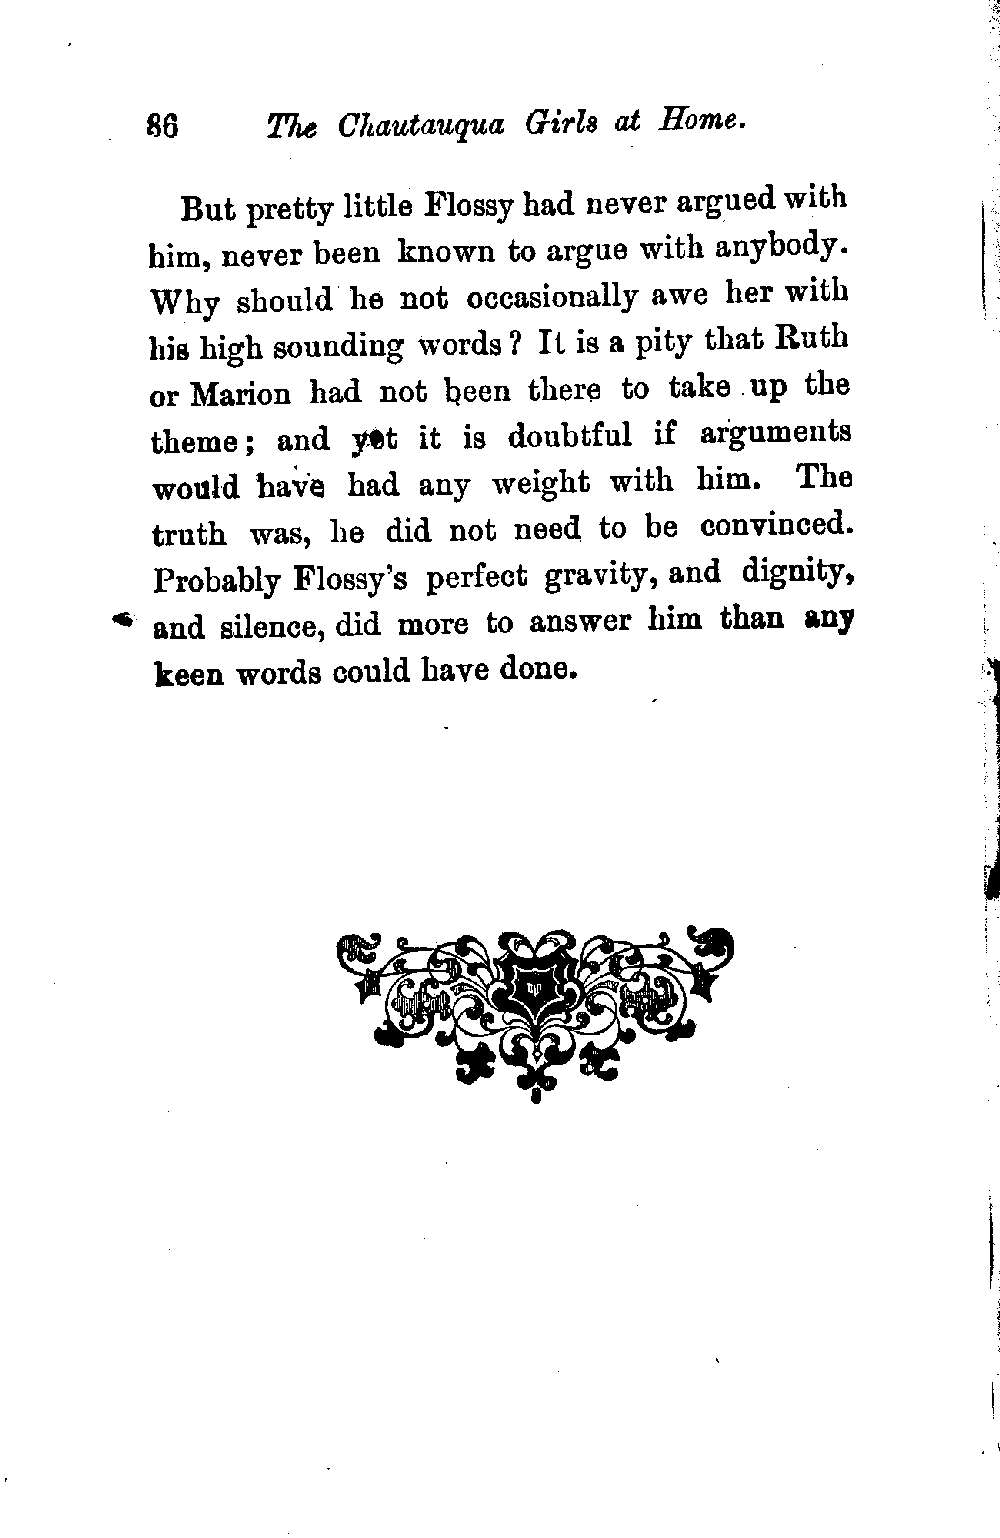 86 The Chautauqua Girls at Home.
But pretty little Flossy had never argued with
him, never been known to argue with anybody.
Why should he not occasionally awe her with
his high sounding words? It is a pity that Ruth
or Marion had not been there to take up the
theme; and yet it is doubtful if arguments
would have had any weight with him. The
truth was, he did not need to be convinced.
Probably Flossy's perfect gravity, and dignity,
and silence, did more to answer him than any
keen words could have done.